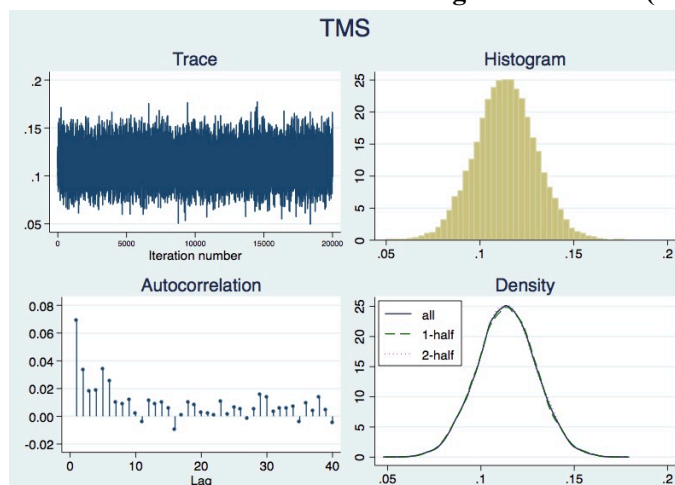 TMS
Trace
.2
.15
.1
.05
0 5000 10000 15000 20000
Iteration number
Histogram
25
20
15
10
5
0
.05 .1 .15 .2
Autocorrelation
0.08
0.06
0.04
0.02
0.00
-0.02
0 10 20 30 40
Lag
Density
all
1-half
2-half
25
20
15
10
5
0
.05 .1 .15 .2